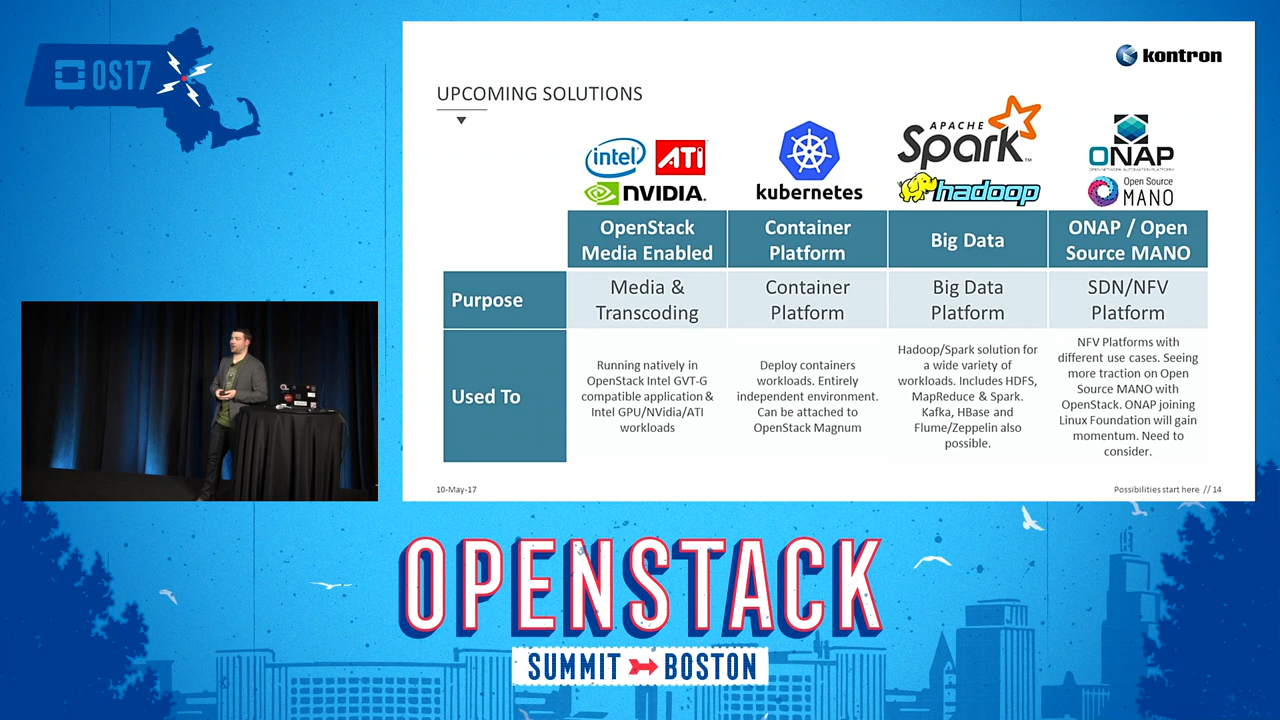 OS17
kontron
UPCOMING SOLUTIONS
intel
ATI
NVIDIA.
kubernetes
APACHE
Spark™
hadoop
ONAP
OPEN NETWORK AUTOMATION PLATFORM
Open Source
MANO
OpenStack
Media Enabled
Container
Platform
Big Data
ONAP / Open
Source MANO
Purpose
Media &
Transcoding
Container
Platform
Big Data
Platform
SDN/NFV
Platform
Used To
Running natively in
OpenStack Intel GVT-G
compatible application &
Intel GPU/NVidia/ATI
workloads
Deploy containers
workloads. Entirely
independent environment.
Can be attached to
OpenStack Magnum
Hadoop/Spark solution for
a wide variety of
workloads. Includes HDFS,
MapReduce & Spark.
Kafka, HBase and
Flume/Zeppelin also
possible.
NFV Platforms with
different use cases. Seeing
more traction on Open
Source MANO with
OpenStack. ONAP joining
Linux Foundation will gain
momentum. Need to
consider.
10-May-17
Possibilities start here // 14
OPENSTACK
SUMMIT BOSTON